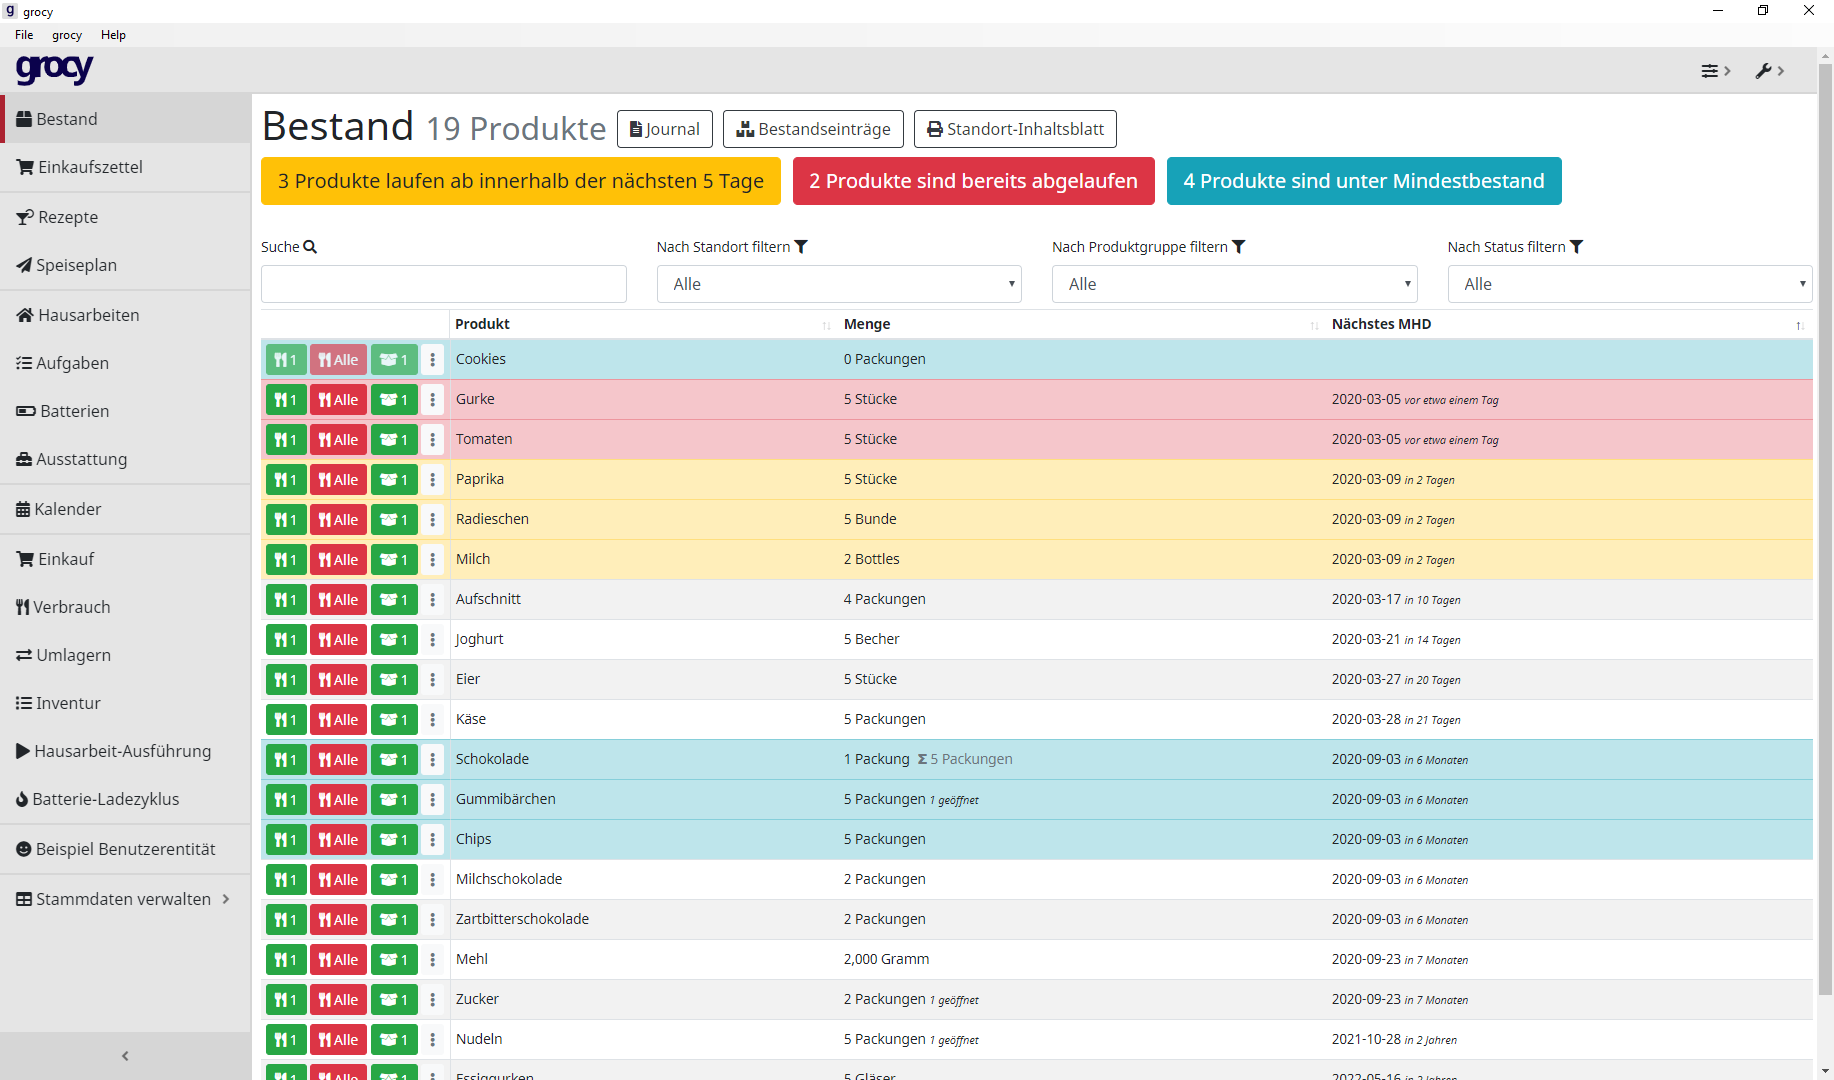 grocy
File grocy Help
grocy
Bestand
Einkaufszettel
Rezepte
Speiseplan
Hausarbeiten
Aufgaben
Batterien
Ausstattung
Kalender
Einkauf
Verbrauch
Umlagern
Inventur
Hausarbeit-Ausführung
Batterie-Ladezyklus
Beispiel Benutzerentität
Stammdaten verwalten
Bestand 19 Produkte Journal Bestandseinträge Standort-Inhaltsblatt
3 Produkte laufen ab innerhalb der nächsten 5 Tage 2 Produkte sind bereits abgelaufen 4 Produkte sind unter Mindestbestand
Suche Nach Standort filtern Nach Produktgruppe filtern Nach Status filtern
Alle Alle Alle
Produkt Menge Nächstes MHD
1 Alle 1 Cookies 0 Packungen
1 Alle 1 Gurke 5 Stücke 2020-03-05 vor etwa einem Tag
1 Alle 1 Tomaten 5 Stücke 2020-03-05 vor etwa einem Tag
1 Alle 1 Paprika 5 Stücke 2020-03-09 in 2 Tagen
1 Alle 1 Radieschen 5 Bunde 2020-03-09 in 2 Tagen
1 Alle 1 Milch 2 Bottles 2020-03-09 in 2 Tagen
1 Alle 1 Aufschnitt 4 Packungen 2020-03-17 in 10 Tagen
1 Alle 1 Joghurt 5 Becher 2020-03-21 in 14 Tagen
1 Alle 1 Eier 5 Stücke 2020-03-27 in 20 Tagen
1 Alle 1 Käse 5 Packungen 2020-03-28 in 21 Tagen
1 Alle 1 Schokolade 1 Packung Σ 5 Packungen 2020-09-03 in 6 Monaten
1 Alle 1 Gummibärchen 5 Packungen 1 geöffnet 2020-09-03 in 6 Monaten
1 Alle 1 Chips 5 Packungen 2020-09-03 in 6 Monaten
1 Alle 1 Milchschokolade 2 Packungen 2020-09-03 in 6 Monaten
1 Alle 1 Zartbitterschokolade 2 Packungen 2020-09-03 in 6 Monaten
1 Alle 1 Mehl 2,000 Gramm 2020-09-23 in 7 Monaten
1 Alle 1 Zucker 2 Packungen 1 geöffnet 2020-09-23 in 7 Monaten
1 Alle 1 Nudeln 5 Packungen 1 geöffnet 2021-10-28 in 2 Jahren
1 Alle 1 Essiggurken 5 Gläser 2022-05-16 in 2 Jahren